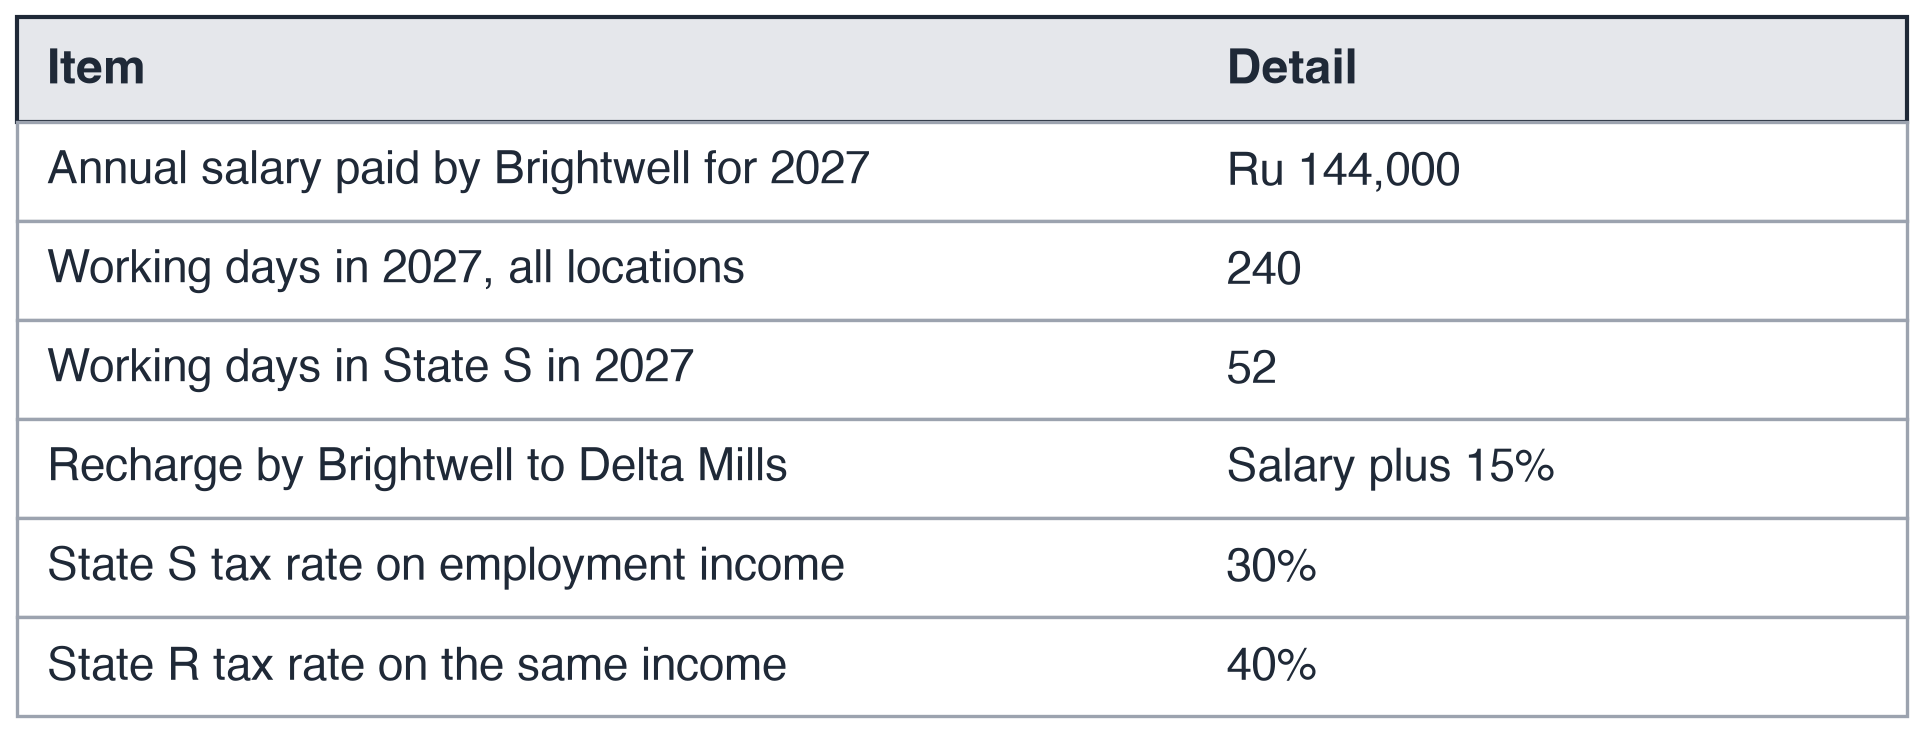 Item Detail
Annual salary paid by Brightwell for 2027 Ru 144,000
Working days in 2027, all locations 240
Working days in State S in 2027 52
Recharge by Brightwell to Delta Mills Salary plus 15%
State S tax rate on employment income 30%
State R tax rate on the same income 40%